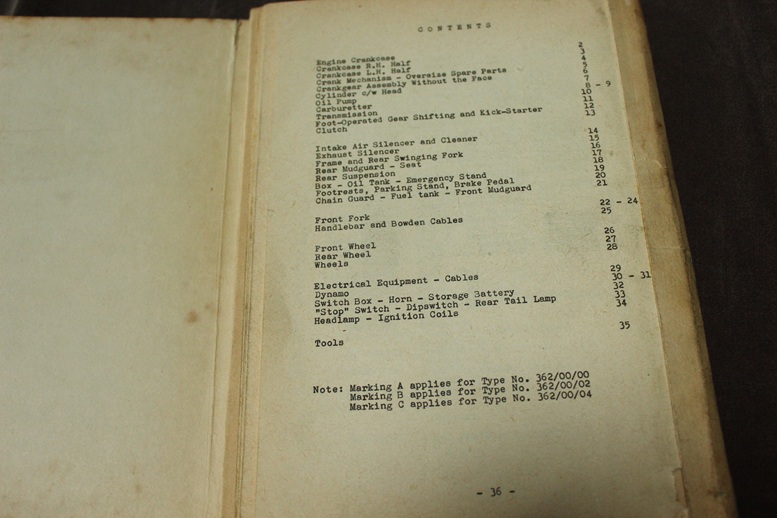 CONTENTS
Engine Crankcase 2
Crankcase R.H. Half 3
Crankcase L.H. Half 4
Crank Mechanism - Oversize Spare Parts 5
Crankgear Assembly Without the Face 6
Cylinder c/w Head 7
Oil Pump 8 - 9
Carburetter 10
Transmission 11
Foot-Operated Gear Shifting and Kick-Starter 12
Clutch 13
Intake Air Silencer and Cleaner 14
Exhaust Silencer 15
Frame and Rear Swinging Fork 16
Rear Mudguard - Seat 17
Rear Suspension 18
Box - Oil Tank - Emergency Stand 19
Footrests, Parking Stand, Brake Pedal 20
Chain Guard - Fuel tank - Front Mudguard 21
Front Fork 22 - 24
Handlebar and Bowden Cables 25
Front Wheel 26
Rear Wheel 27
Wheels 28
Electrical Equipment - Cables 29
Dynamo 30 - 31
Switch Box - Horn - Storage Battery 32
"Stop" Switch - Dipswitch - Rear Tail Lamp 33
Headlamp - Ignition Coils 34
Tools 35
Note: Marking A applies for Type No. 362/00/00
Marking B applies for Type No. 362/00/02
Marking C applies for Type No. 362/00/04
- 36 -